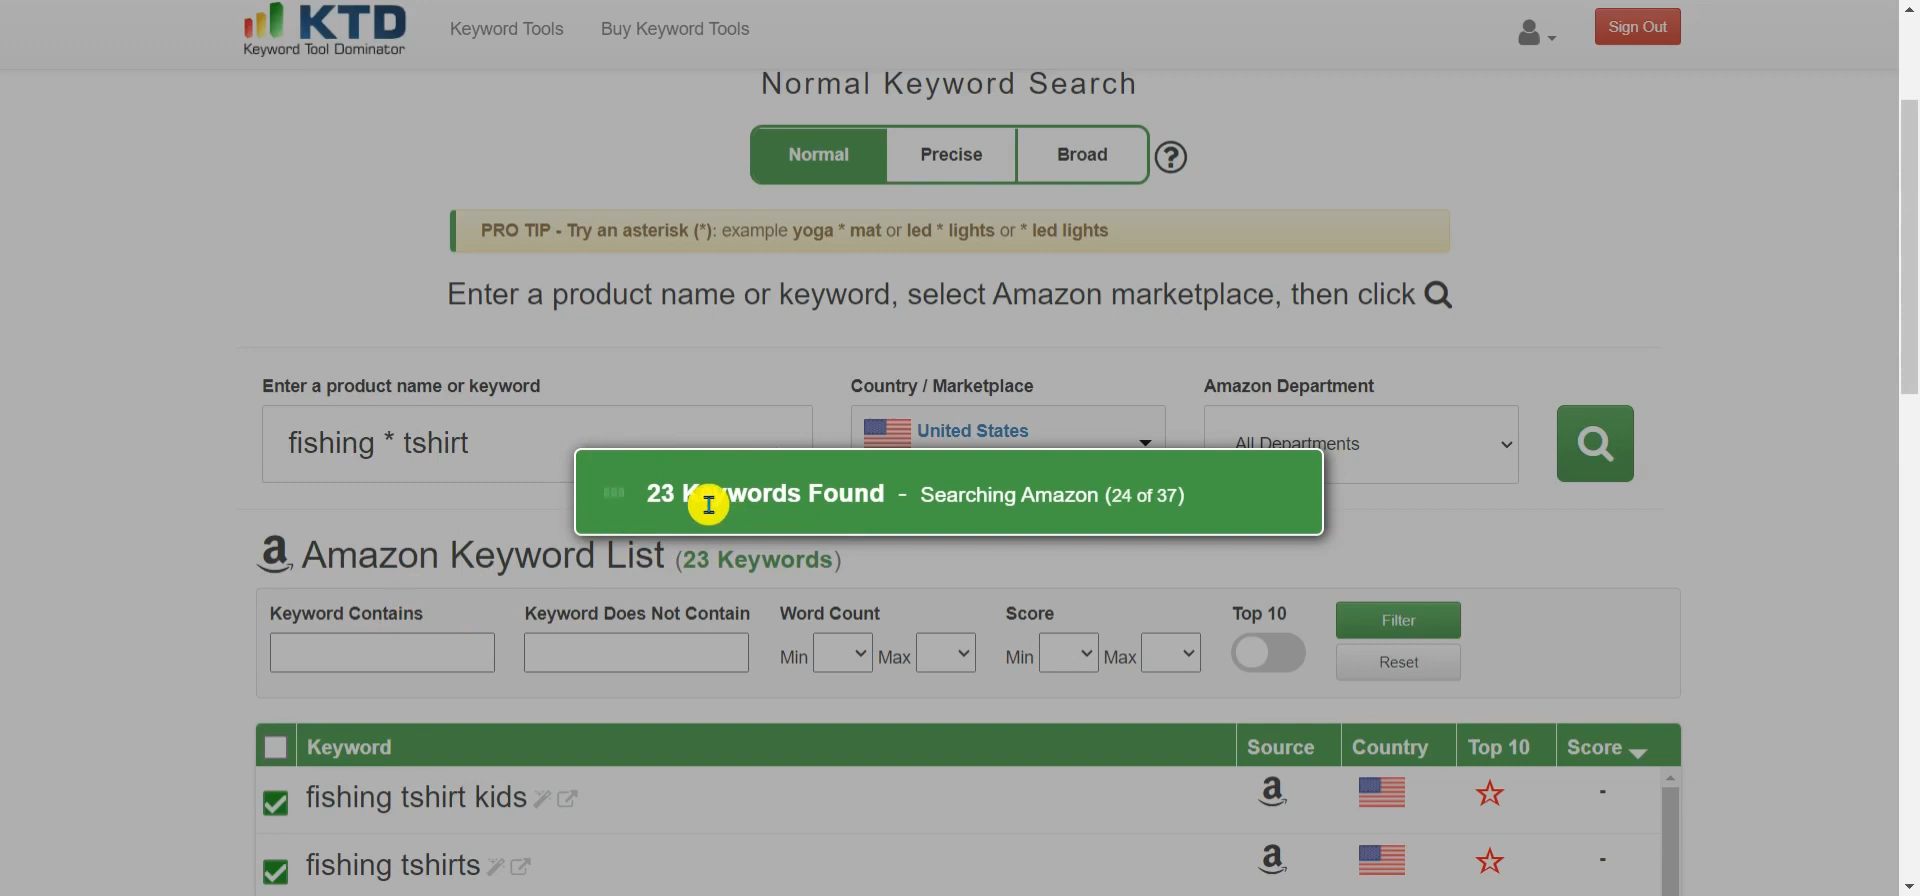 KTD
Keyword Tool Dominator
Keyword Tools
Buy Keyword Tools
Sign Out
Normal Keyword Search
Normal
Precise
Broad
?
PRO TIP - Try an asterisk (*): example yoga * mat or led * lights or * led lights
Enter a product name or keyword, select Amazon marketplace, then click
Enter a product name or keyword
Country / Marketplace
Amazon Department
fishing * tshirt
United States
All Departments
23 Keywords Found - Searching Amazon (24 of 37)
a Amazon Keyword List (23 Keywords)
Keyword Contains
Keyword Does Not Contain
Word Count
Score
Top 10
Filter
Min
Max
Min
Max
Reset
Keyword
Source
Country
Top 10
Score
fishing tshirt kids
a
-
fishing tshirts
a
-